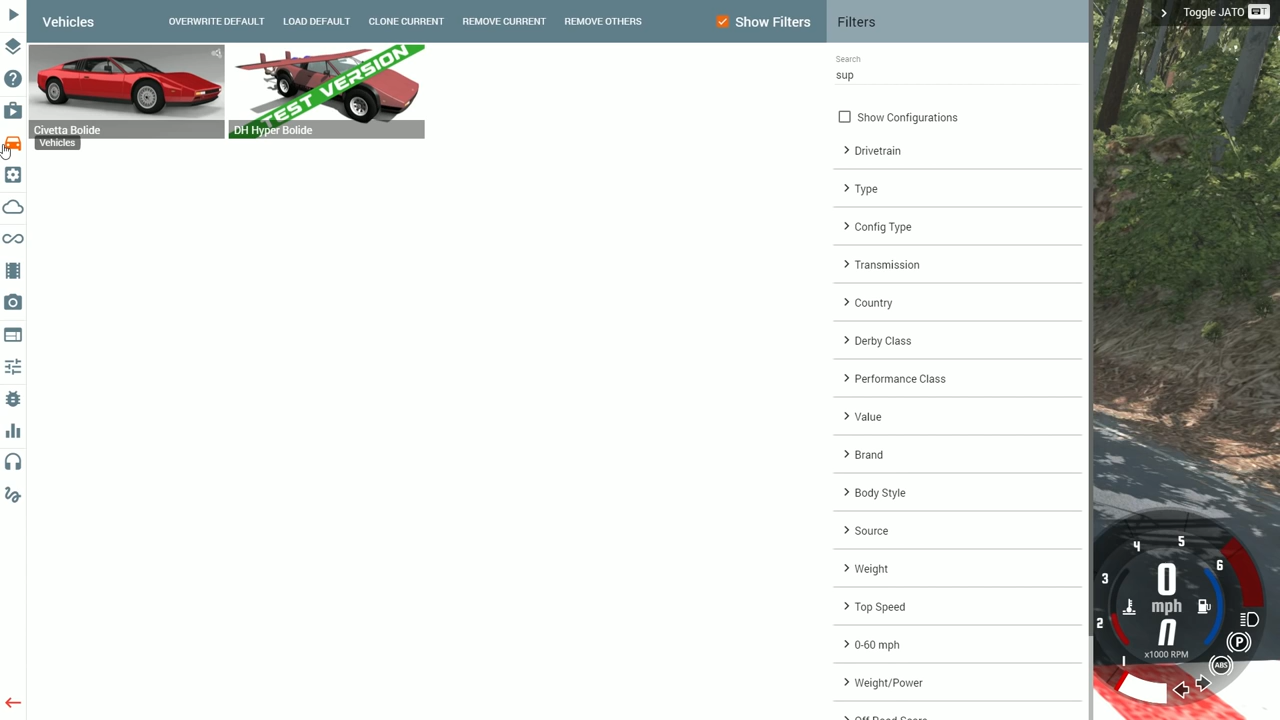 Vehicles
OVERWRITE DEFAULT
LOAD DEFAULT
CLONE CURRENT
REMOVE CURRENT
REMOVE OTHERS
Show Filters
Filters
Toggle JATO
Civetta Bolide
TEST VERSION
DH Hyper Bolide
Vehicles
Search
sup
Show Configurations
Drivetrain
Type
Config Type
Transmission
Country
Derby Class
Performance Class
Value
Brand
Body Style
Source
Weight
Top Speed
0-60 mph
Weight/Power
1
2
3
4
5
6
0
mph
n
x1000 RPM
P
ABS